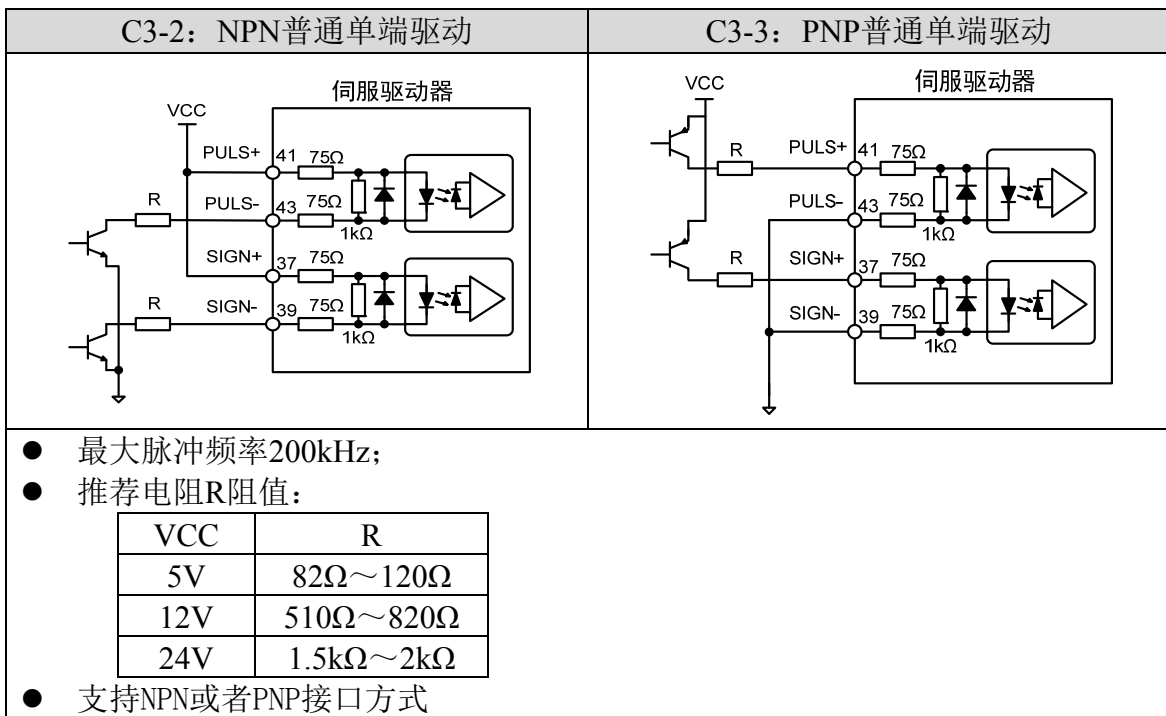 C3-2：NPN普通单端驱动
C3-3：PNP普通单端驱动
伺服驱动器
VCC
PULS+
41
75Ω
R
PULS-
43
75Ω
1kΩ
SIGN+
37
75Ω
R
SIGN-
39
75Ω
1kΩ
伺服驱动器
VCC
R
PULS+
41
75Ω
PULS-
43
75Ω
1kΩ
R
SIGN+
37
75Ω
SIGN-
39
75Ω
1kΩ
● 最大脉冲频率200kHz；
● 推荐电阻R阻值：
VCC R
5V 82Ω～120Ω
12V 510Ω～820Ω
24V 1.5kΩ～2kΩ
● 支持NPN或者PNP接口方式